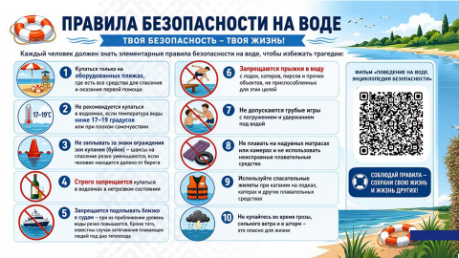 ПРАВИЛА БЕЗОПАСНОСТИ НА ВОДЕ
ТВОЯ БЕЗОПАСНОСТЬ – ТВОЯ ЖИЗНЬ!
Каждый человек должен знать элементарные правила безопасности на воде, чтобы избежать трагедии:
1
Купаться только на
оборудованных пляжах,
где есть все средства для спасения
и оказания первой помощи
17–19°C
2
Не рекомендуется купаться
в водоемах, если температура воды
ниже 17–19 градусов
или при плохом самочувствии
3
Не заплывать за знаки ограждения
зон купания (буйки) – шансы на
спасение резко уменьшаются, если
человек находится далеко от берега
4
Строго запрещается купаться
в водоемах в нетрезвом состоянии
5
Запрещается подплывать близко
к судам – при их приближении уровень
воды резко повышается. Кроме того,
известны случаи затягивания плывущих
людей под дно теплохода
6
Запрещаются прыжки в воду
с лодок, катеров, пирсов и прочих
объектов, не приспособленных
для этих целей
7
Не допускаются грубые игры
с погружением и удержанием
под водой
8
Не плавать на надувных матрасах
или камерах и не использовать
неисправные плавательные
средства
9
Используйте спасательные
жилеты при катании на лодках,
катерах и других плавательных
средствах
10
Не купайтесь во время грозы,
сильного ветра и в шторм –
это опасно для жизни
ФИЛЬМ «ПОВЕДЕНИЕ НА ВОДЕ
ЭНЦИКЛОПЕДИЯ БЕЗОПАСНОСТИ»
СОБЛЮДАЙ ПРАВИЛА –
СОХРАНИ СВОЮ ЖИЗНЬ
И ЖИЗНЬ ДРУГИХ!